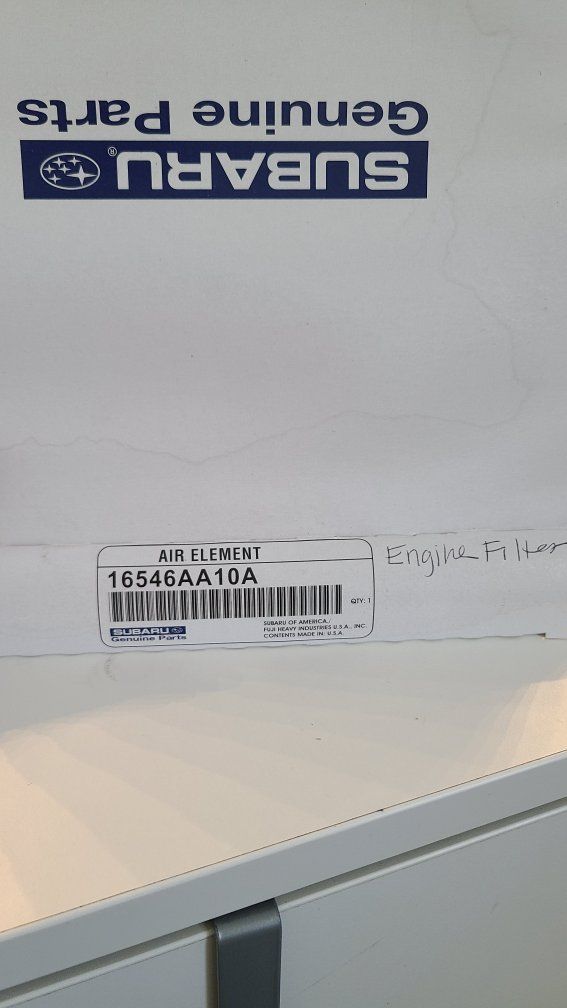 SUBARU®
Genuine Parts
AIR ELEMENT
16546AA10A
QTY: 1
SUBARU
Genuine Parts
SUBARU OF AMERICA./
FUJI HEAVY INDUSTRIES U.S.A., INC.
CONTENTS MADE IN: U.S.A
Engine Filter